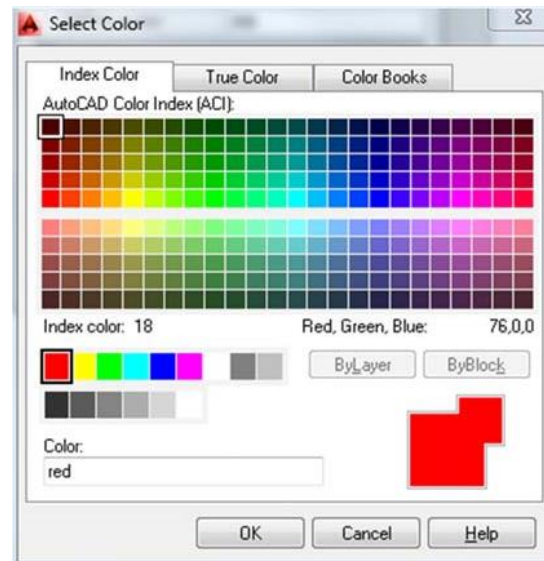 Select Color
Index Color True Color Color Books
AutoCAD Color Index (ACI):
Index color: 18 Red, Green, Blue: 76,0,0
ByLayer ByBlock
Color:
red
OK Cancel Help